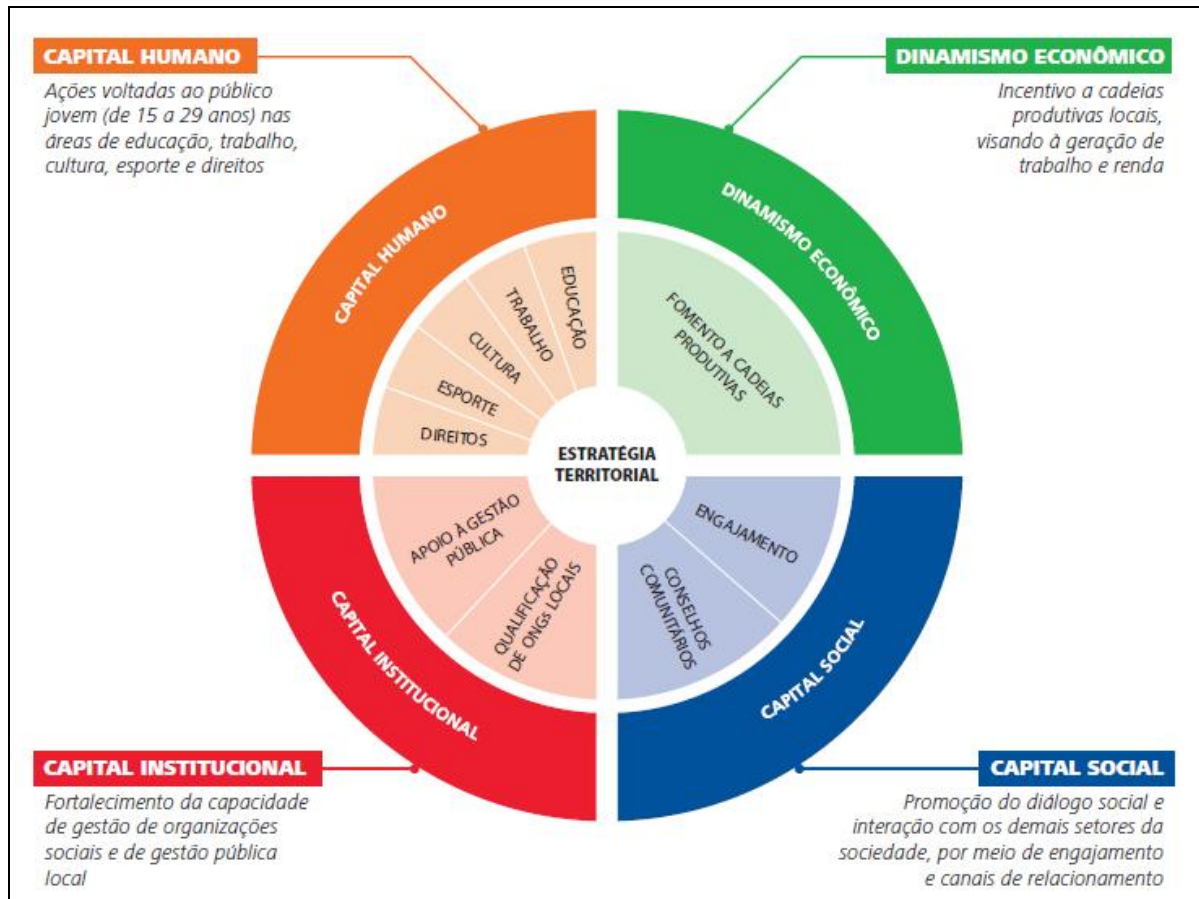 CAPITAL HUMANO
Ações voltadas ao público
jovem (de 15 a 29 anos) nas
áreas de educação, trabalho,
cultura, esporte e direitos
DINAMISMO ECONÔMICO
Incentivo a cadeias
produtivas locais,
visando à geração de
trabalho e renda
CAPITAL HUMANO
DINAMISMO ECONÔMICO
EDUCAÇÃO
TRABALHO
CULTURA
ESPORTE
DIREITOS
FOMENTO A CADEIAS
PRODUTIVAS
ESTRATÉGIA
TERRITORIAL
APOIO À GESTÃO
PÚBLICA
QUALIFICAÇÃO
DE ONGs LOCAIS
ENGAJAMENTO
CONSELHOS
COMUNITÁRIOS
CAPITAL INSTITUCIONAL
CAPITAL SOCIAL
CAPITAL INSTITUCIONAL
Fortalecimento da capacidade
de gestão de organizações
sociais e de gestão pública
local
CAPITAL SOCIAL
Promoção do diálogo social e
interação com os demais setores da
sociedade, por meio de engajamento
e canais de relacionamento